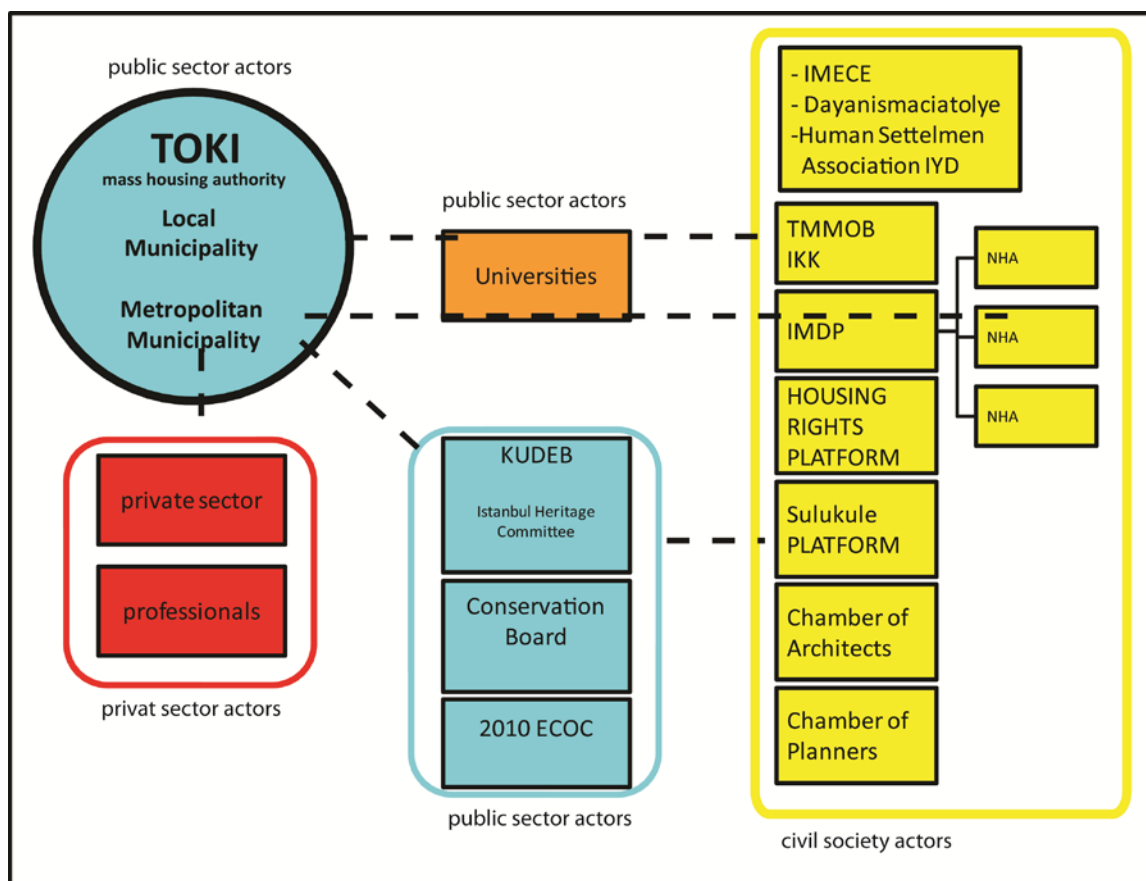 public sector actors
TOKI
mass housing authority
Local
Municipality
Metropolitan
Municipality
private sector
professionals
privat sector actors
public sector actors
Universities
KUDEB
Istanbul Heritage
Committee
Conservation
Board
2010 ECOC
public sector actors
- IMECE
- Dayanismaciatolye
-Human Settelmen
Association IYD
TMMOB
IKK
IMDP
HOUSING
RIGHTS
PLATFORM
Sulukule
PLATFORM
Chamber of
Architects
Chamber of
Planners
NHA
NHA
NHA
civil society actors